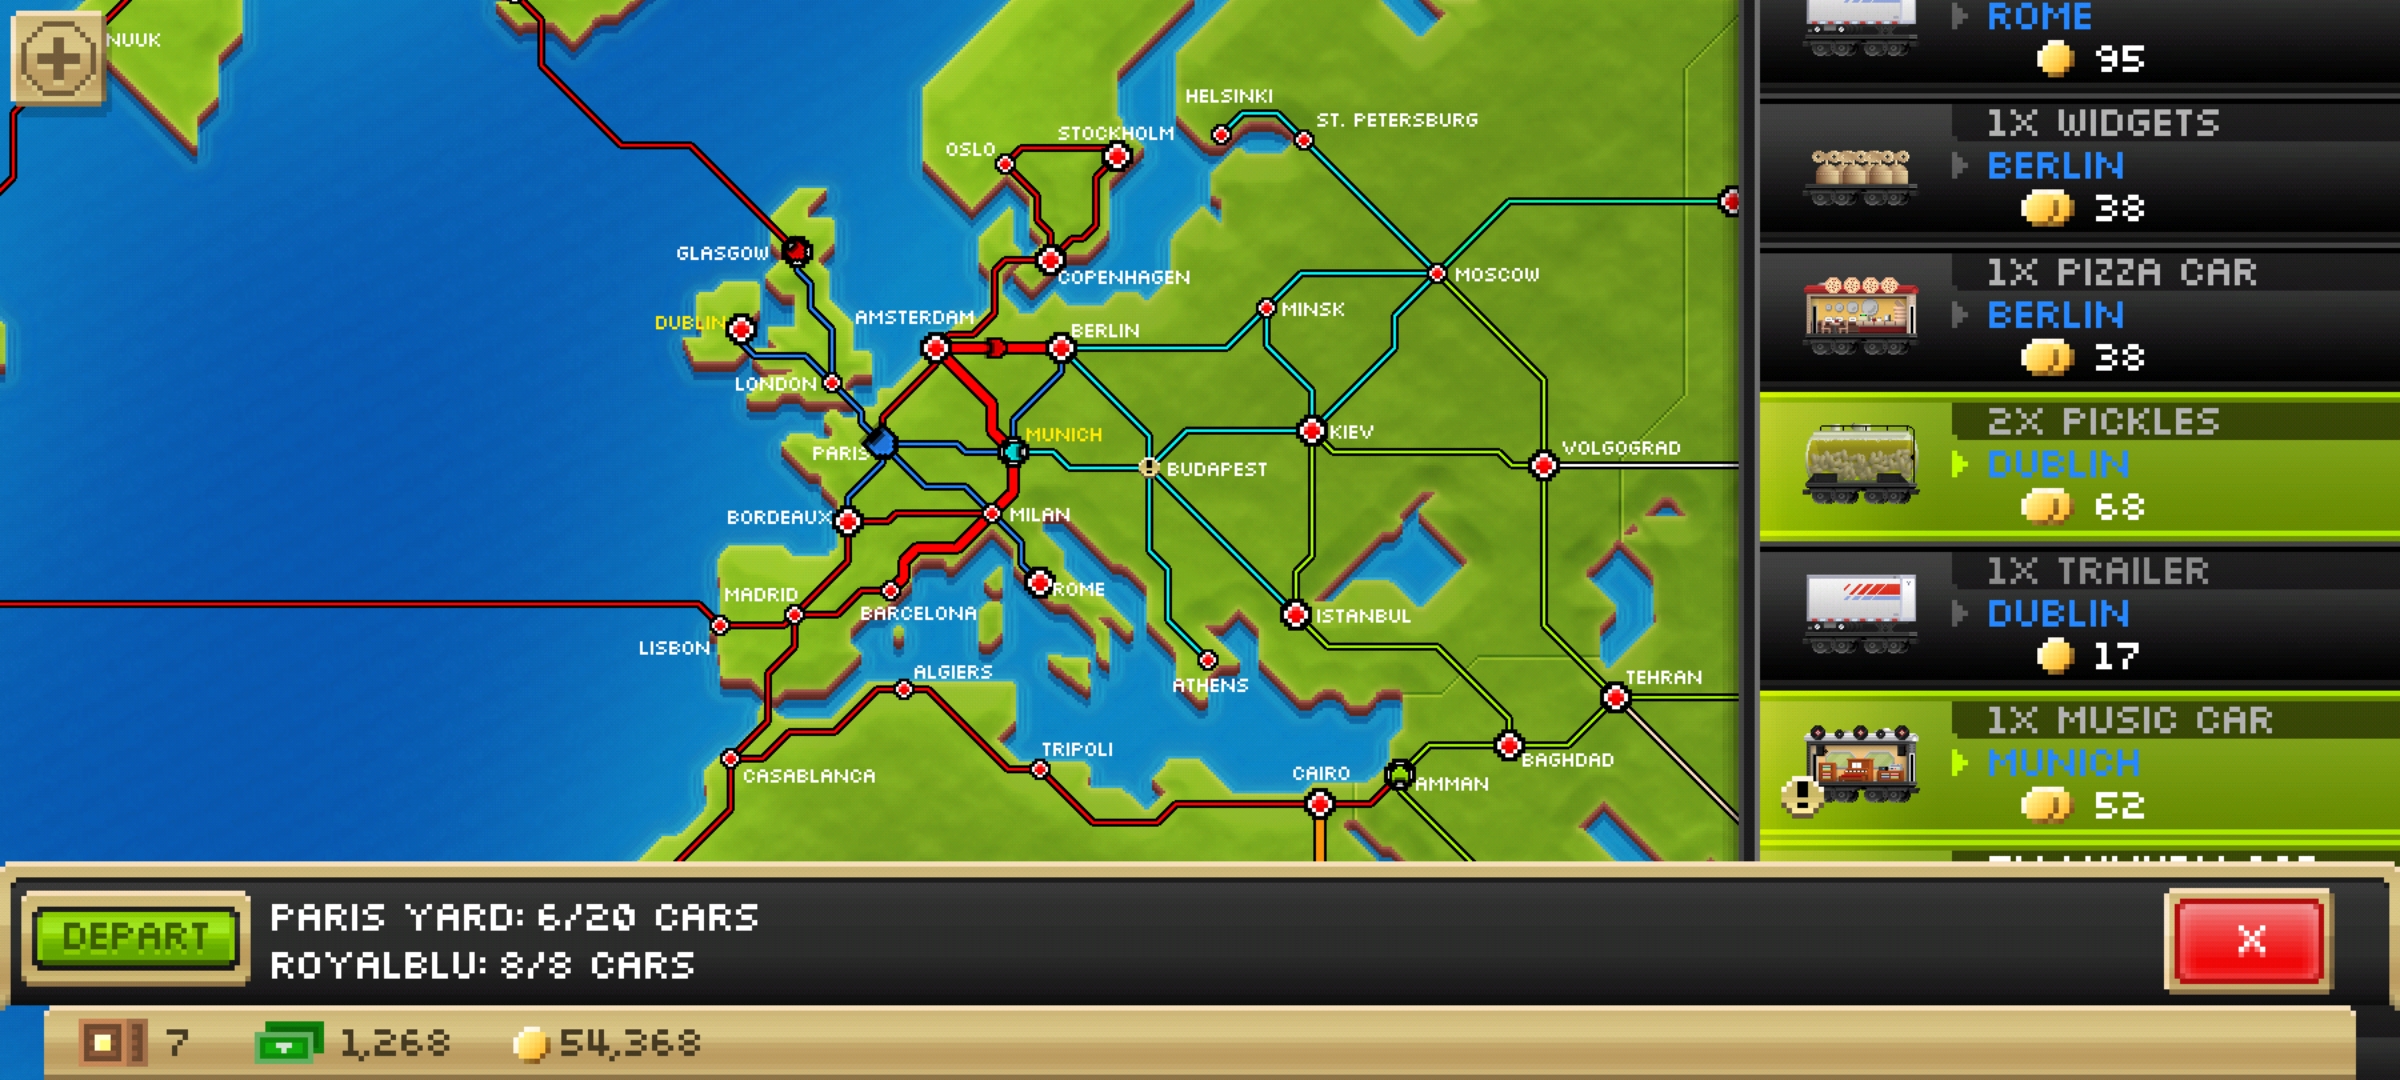 NUUK
HELSINKI
ST. PETERSBURG
STOCKHOLM
OSLO
GLASGOW
COPENHAGEN
MOSCOW
MINSK
DUBLIN
AMSTERDAM
BERLIN
LONDON
PARIS
MUNICH
BUDAPEST
KIEV
VOLGOGRAD
BORDEAUX
MILAN
MADRID
BARCELONA
ROME
ISTANBUL
LISBON
ALGIERS
ATHENS
TEHRAN
CASABLANCA
TRIPOLI
CAIRO
AMMAN
BAGHDAD
ROME
95
1X WIDGETS
BERLIN
38
1X PIZZA CAR
BERLIN
38
2X PICKLES
DUBLIN
68
1X TRAILER
DUBLIN
17
1X MUSIC CAR
MUNICH
52
DEPART
PARIS YARD: 6/20 CARS
ROYALBLU: 8/8 CARS
X
7
1,268
54,368